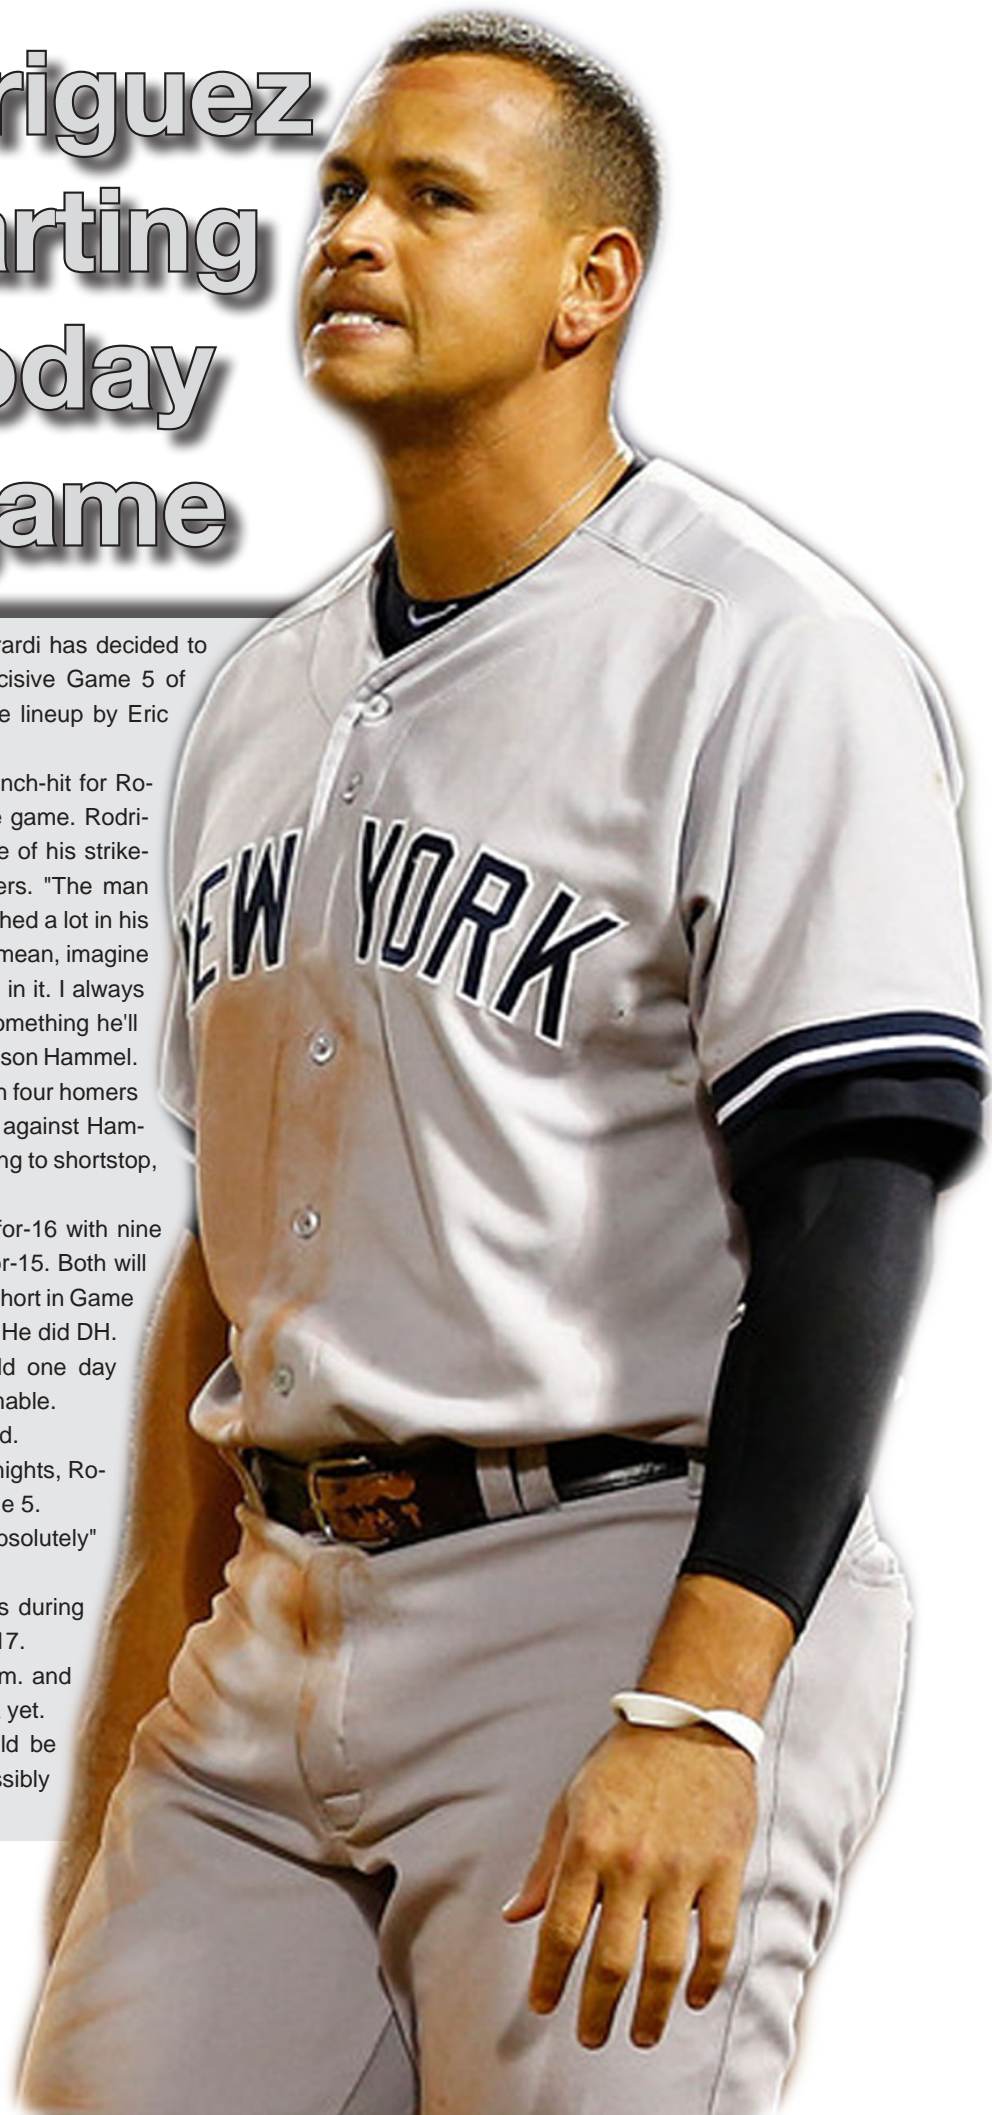 riguez
arting
oday
ame
ardi has decided to
cisive Game 5 of
e lineup by Eric
nch-hit for Ro-
e game. Rodri-
e of his strike-
ers. "The man
hed a lot in his
mean, imagine
in it. I always
omething he'll
son Hammel.
n four homers
against Ham-
ng to shortstop,
for-16 with nine
or-15. Both will
hort in Game
He did DH.
ld one day
nable.
d.
nights, Ro-
e 5.
bsolutely"
s during
17.
m. and
yet.
ld be
ssibly
NEW YORK